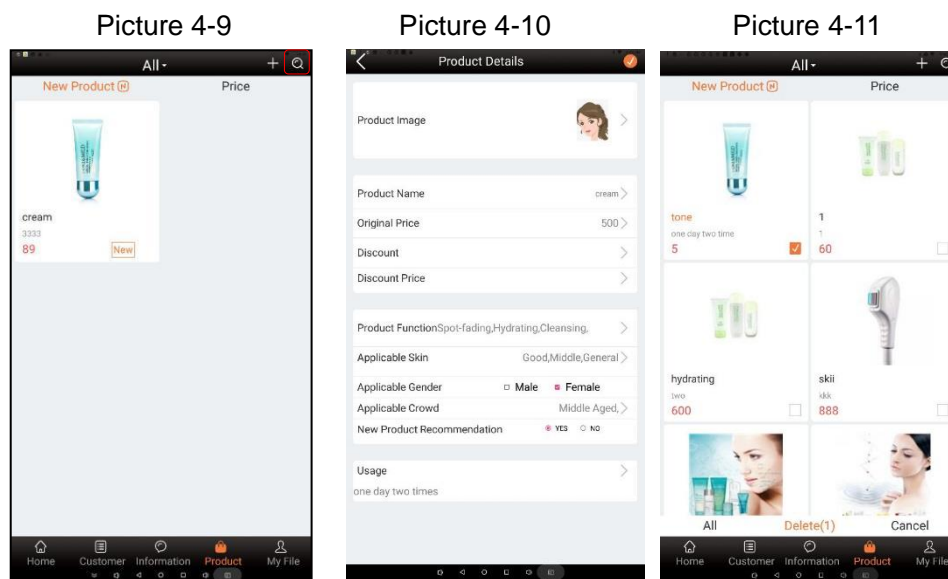 Picture 4-9
Picture 4-10
Picture 4-11
All
New Product
Price
cream
3333
89
New
Home
Customer
Information
Product
My File
Product Details
Product Image
Product Name
cream
Original Price
500
Discount
Discount Price
Product Function Spot-fading,Hydrating,Cleansing,
Applicable Skin
Good,Middle,General
Applicable Gender
Male
Female
Applicable Crowd
Middle Aged,
New Product Recommendation
YES
NO
Usage
one day two times
All
New Product
Price
tone
one day two time
5
1
1
60
hydrating
two
600
skii
kkk
888
All
Delete(1)
Cancel
Home
Customer
Information
Product
My File